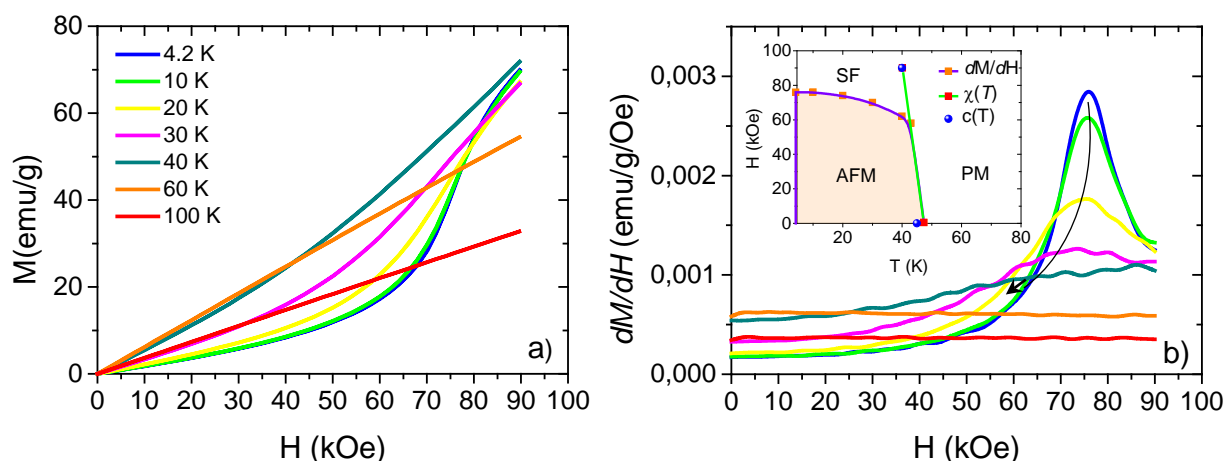 80
60
40
20
0
M(emu/g)
4.2 K
10 K
20 K
30 K
40 K
60 K
100 K
a)
0 10 20 30 40 50 60 70 80 90 100
H (kOe)
0,003
0,002
0,001
0,000
dM/dH (emu/g/Oe)
100
80
60
40
20
0
H (kOe)
SF
AFM
PM
dM/dH
χ(T)
c(T)
20 40 60 80
T (K)
b)
0 10 20 30 40 50 60 70 80 90 100
H (kOe)